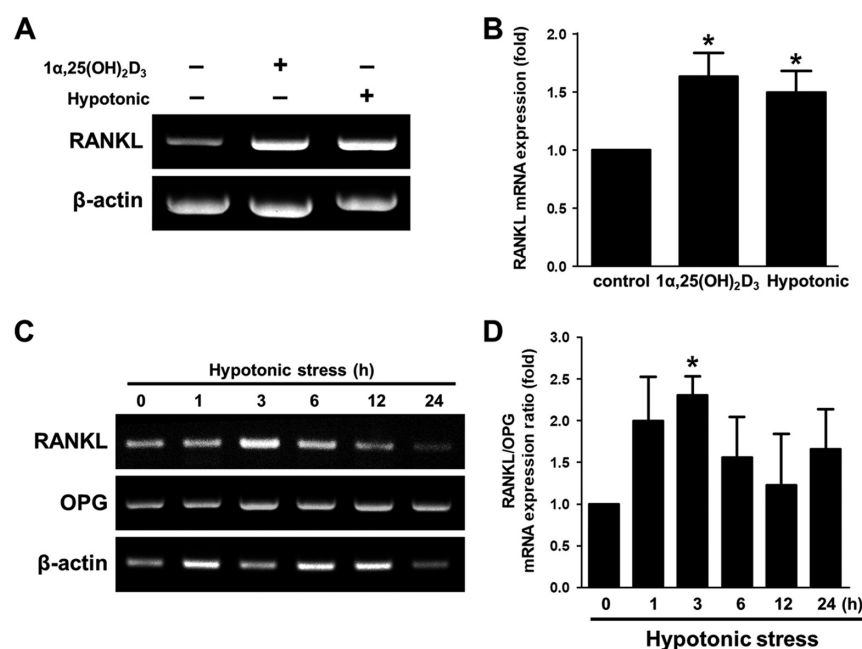 A
1α,25(OH)₂D₃ − + −
Hypotonic − − +
RANKL
β-actin
B
RANKL mRNA expression (fold)
2.0
1.5
1.0
0.5
0.0
control 1α,25(OH)₂D₃ Hypotonic
* *
C
Hypotonic stress (h)
0 1 3 6 12 24
RANKL
OPG
β-actin
D
RANKL/OPG
mRNA expression ratio (fold)
3.0
2.5
2.0
1.5
1.0
0.5
0.0
*
0 1 3 6 12 24 (h)
Hypotonic stress